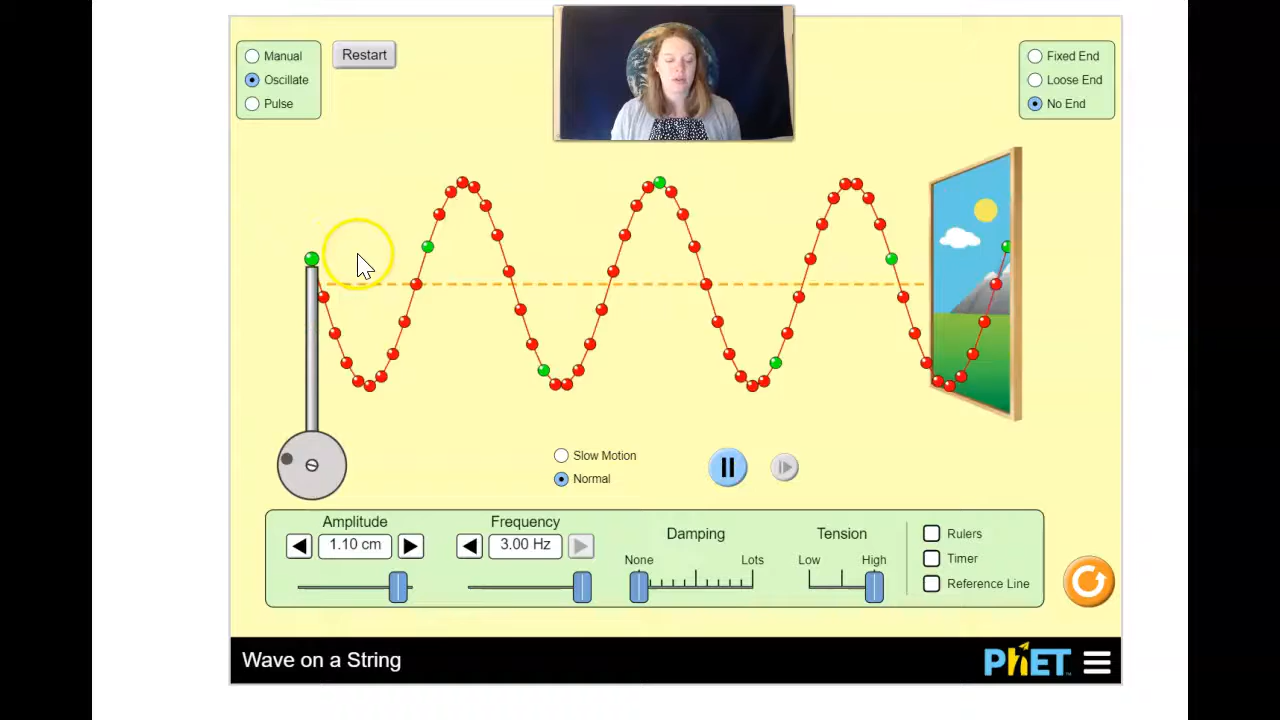 Manual
Oscillate
Pulse
Restart
Fixed End
Loose End
No End
Slow Motion
Normal
Amplitude
1.10 cm
Frequency
3.00 Hz
Damping
None
Lots
Tension
Low
High
Rulers
Timer
Reference Line
Wave on a String
PhET